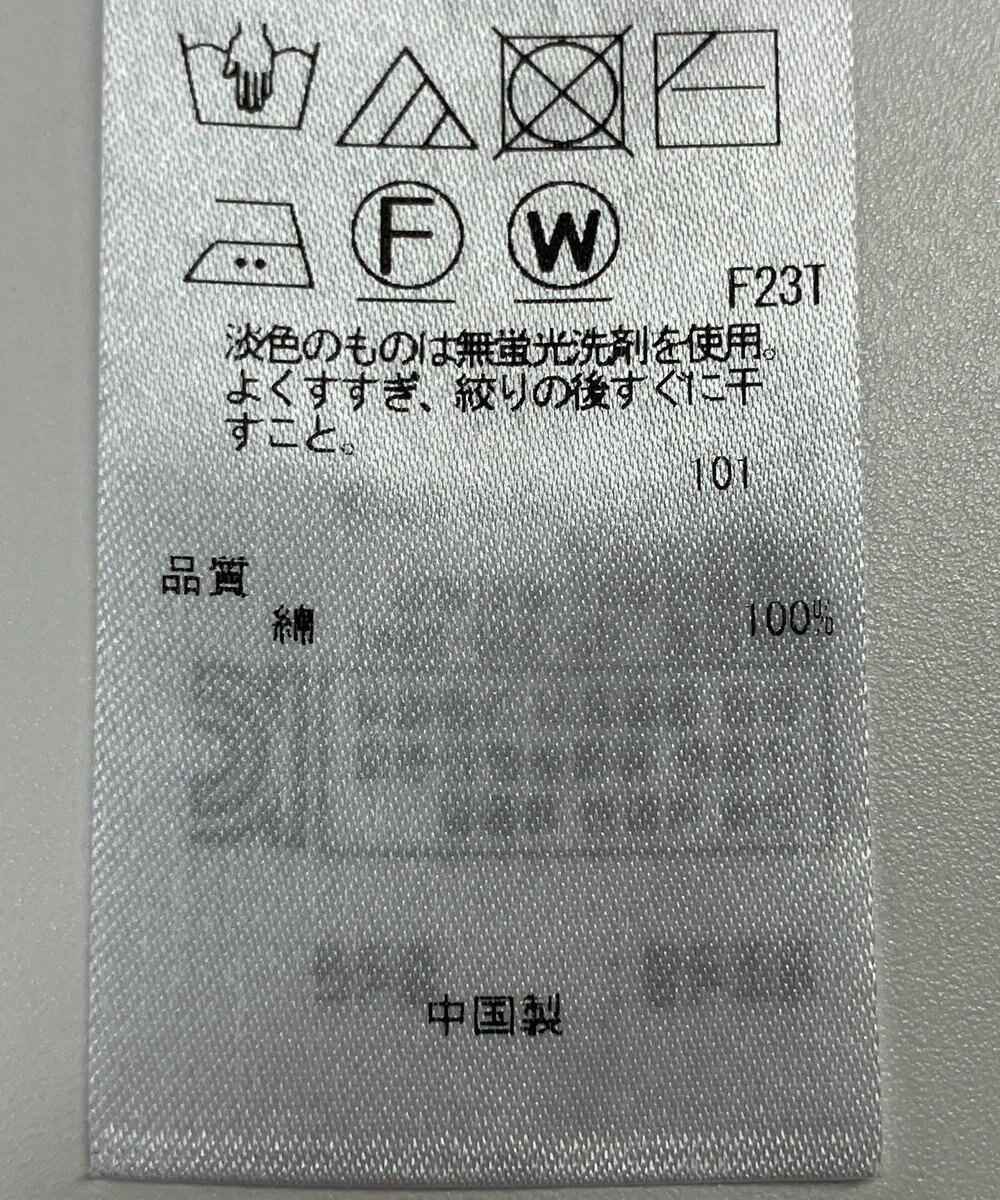 F W
F23T
淡色のものは無蛍光洗剤を使用。
よくすすぎ、絞りの後すぐに干
すこと。
101
品質
綿 100%
中国製